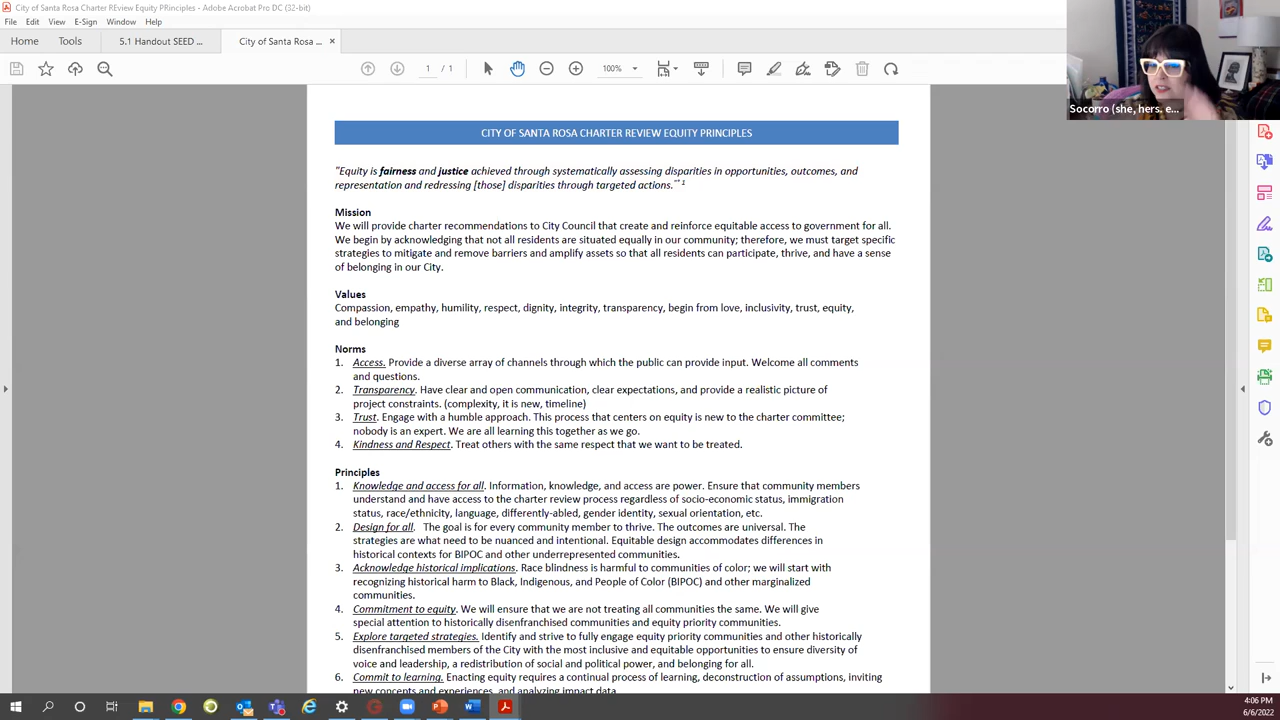 City of Santa Rosa Charter REview Equity PRinciples - Adobe Acrobat Pro DC (32-bit)
File Edit View E-Sign Window Help
Home Tools 5.1 Handout SEED ... City of Santa Rosa ... ×
1 / 1 100%
Socorro (she, hers. e...
CITY OF SANTA ROSA CHARTER REVIEW EQUITY PRINCIPLES
"Equity is fairness and justice achieved through systematically assessing disparities in opportunities, outcomes, and
representation and redressing [those] disparities through targeted actions."" 1
Mission
We will provide charter recommendations to City Council that create and reinforce equitable access to government for all.
We begin by acknowledging that not all residents are situated equally in our community; therefore, we must target specific
strategies to mitigate and remove barriers and amplify assets so that all residents can participate, thrive, and have a sense
of belonging in our City.
Values
Compassion, empathy, humility, respect, dignity, integrity, transparency, begin from love, inclusivity, trust, equity,
and belonging
Norms
1. Access. Provide a diverse array of channels through which the public can provide input. Welcome all comments
and questions.
2. Transparency. Have clear and open communication, clear expectations, and provide a realistic picture of
project constraints. (complexity, it is new, timeline)
3. Trust. Engage with a humble approach. This process that centers on equity is new to the charter committee;
nobody is an expert. We are all learning this together as we go.
4. Kindness and Respect. Treat others with the same respect that we want to be treated.
Principles
1. Knowledge and access for all. Information, knowledge, and access are power. Ensure that community members
understand and have access to the charter review process regardless of socio-economic status, immigration
status, race/ethnicity, language, differently-abled, gender identity, sexual orientation, etc.
2. Design for all. The goal is for every community member to thrive. The outcomes are universal. The
strategies are what need to be nuanced and intentional. Equitable design accommodates differences in
historical contexts for BIPOC and other underrepresented communities.
3. Acknowledge historical implications. Race blindness is harmful to communities of color; we will start with
recognizing historical harm to Black, Indigenous, and People of Color (BIPOC) and other marginalized
communities.
4. Commitment to equity. We will ensure that we are not treating all communities the same. We will give
special attention to historically disenfranchised communities and equity priority communities.
5. Explore targeted strategies. Identify and strive to fully engage equity priority communities and other historically
disenfranchised members of the City with the most inclusive and equitable opportunities to ensure diversity of
voice and leadership, a redistribution of social and political power, and belonging for all.
6. Commit to learning. Enacting equity requires a continual process of learning, deconstruction of assumptions, inviting
new concepts and experiences, and analyzing impact data.
4:06 PM
6/6/2022